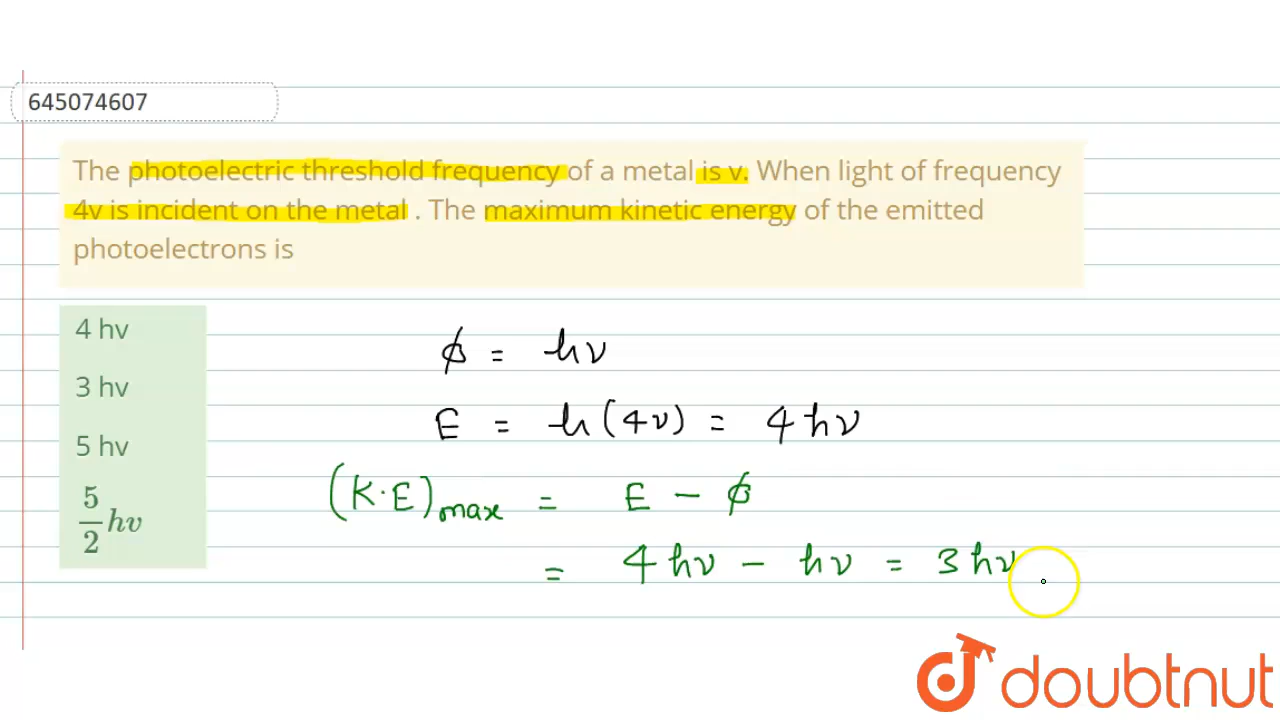 645074607
The photoelectric threshold frequency of a metal is v. When light of frequency
4v is incident on the metal . The maximum kinetic energy of the emitted
photoelectrons is
4 hv
3 hv
5 hv
5/2 hv
ϕ = hν
E = h(4ν) = 4hν
(K.E)max = E - ϕ
= 4hν - hν = 3hν
doubtnut